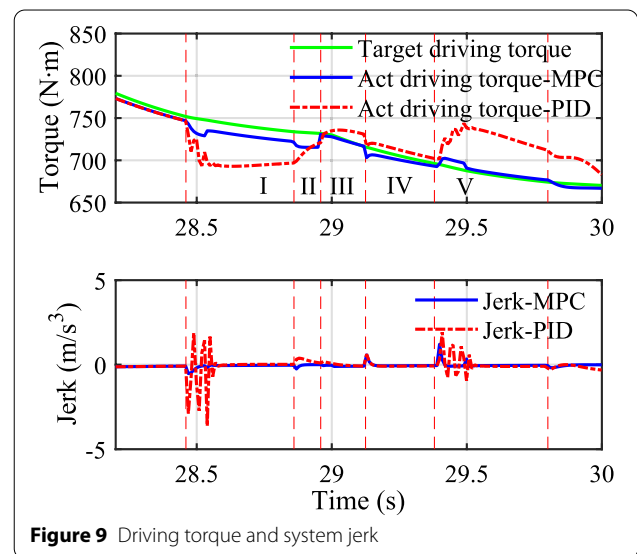 850
800
750
700
650
Torque (N·m)
Target driving torque
Act driving torque-MPC
Act driving torque-PID
I II III IV V
28.5 29 29.5 30
5
0
-5
Jerk (m/s³)
Jerk-MPC
Jerk-PID
28.5 29 29.5 30
Time (s)
Figure 9 Driving torque and system jerk